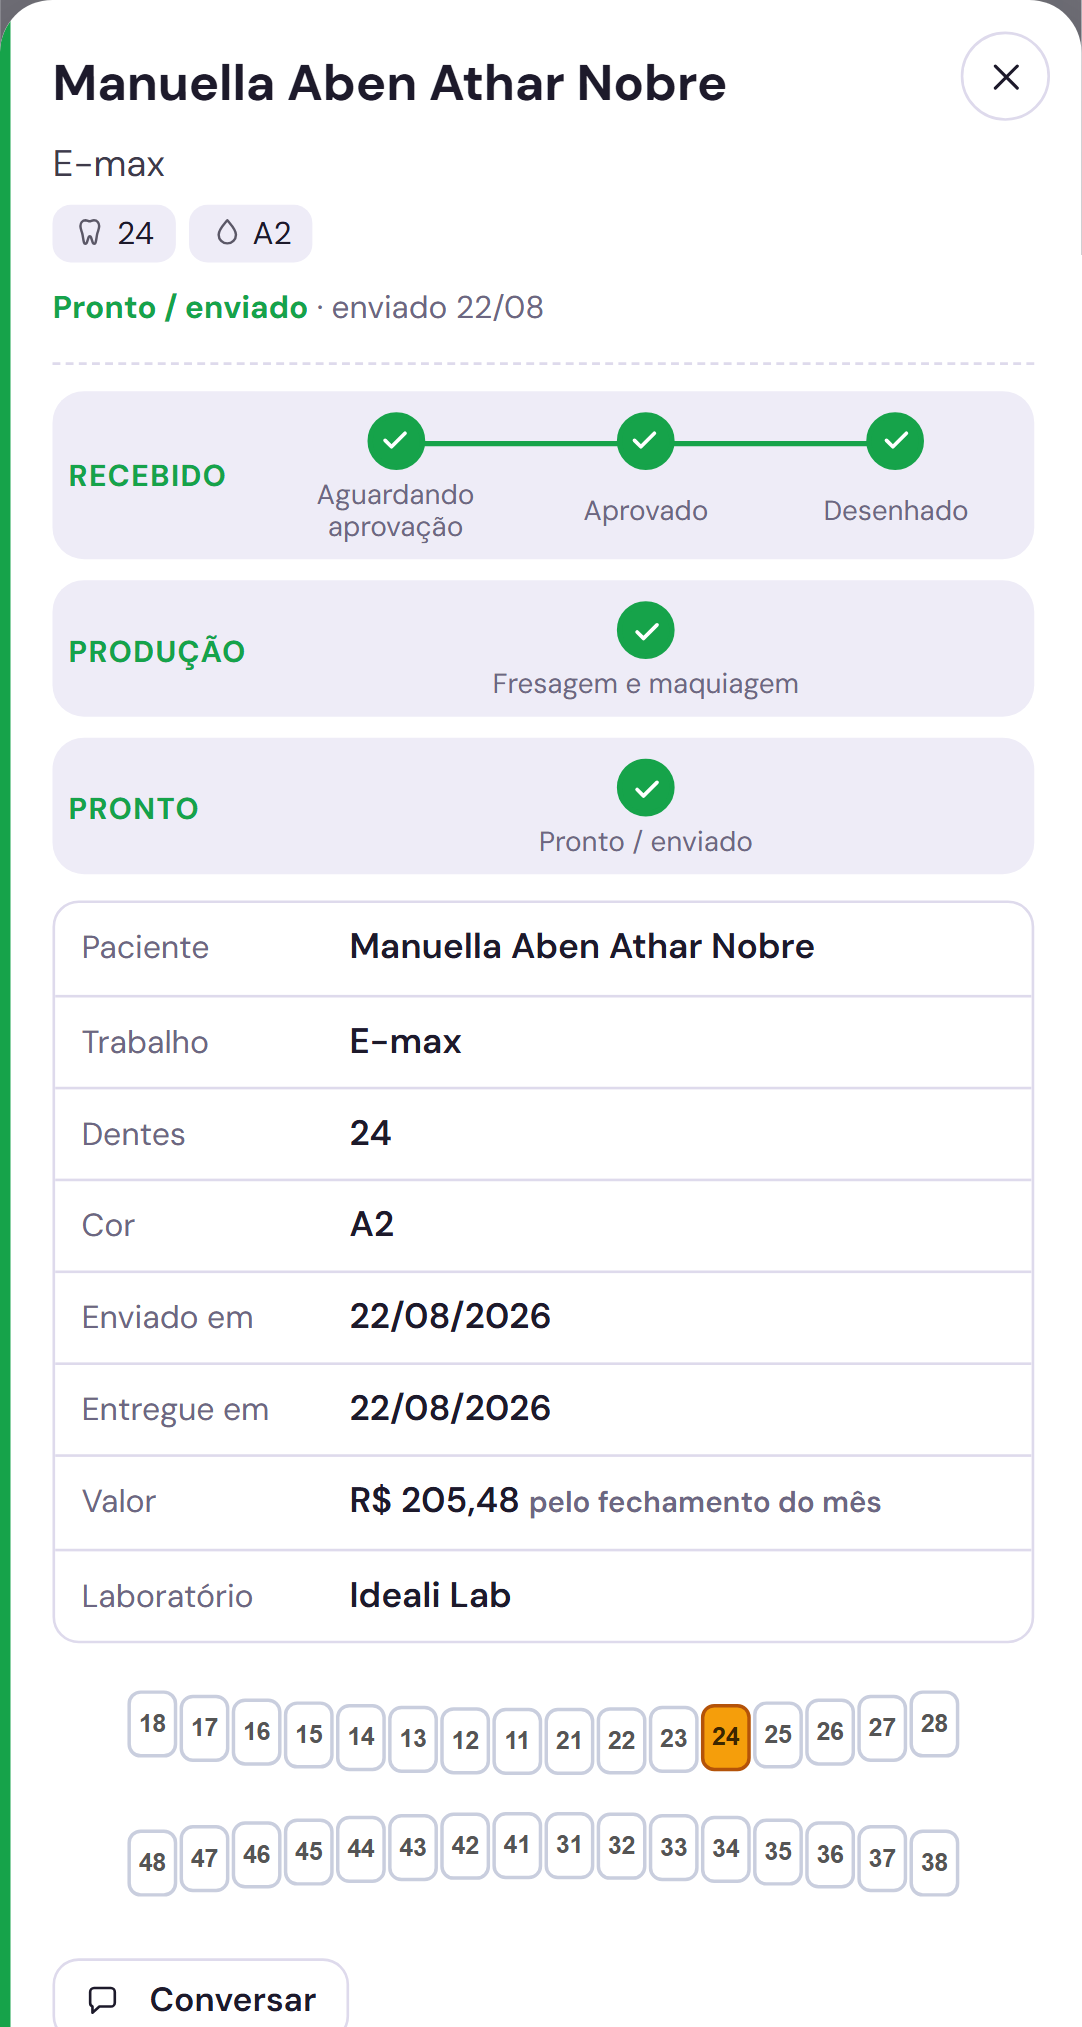 Manuella Aben Athar Nobre
E-max
24 A2
Pronto / enviado · enviado 22/08
RECEBIDO
Aguardando
aprovação
Aprovado
Desenhado
PRODUÇÃO
Fresagem e maquiagem
PRONTO
Pronto / enviado
Paciente Manuella Aben Athar Nobre
Trabalho E-max
Dentes 24
Cor A2
Enviado em 22/08/2026
Entregue em 22/08/2026
Valor R$ 205,48 pelo fechamento do mês
Laboratório Ideali Lab
18 17 16 15 14 13 12 11 21 22 23 24 25 26 27 28
48 47 46 45 44 43 42 41 31 32 33 34 35 36 37 38
Conversar